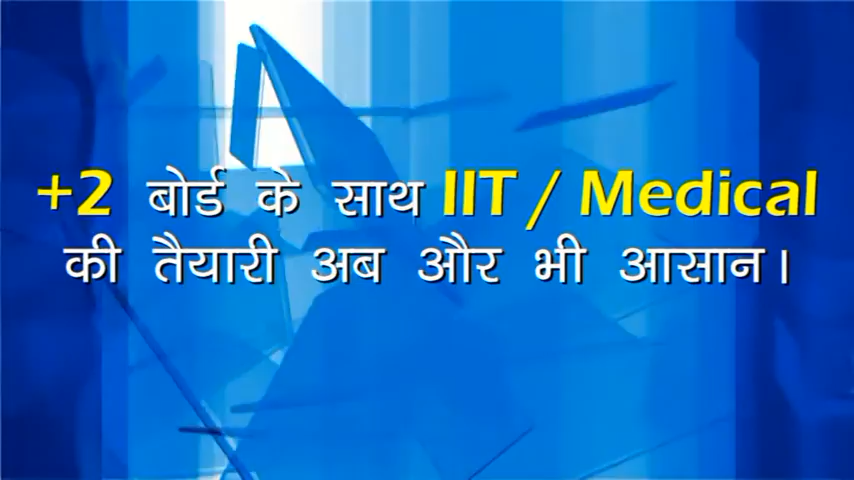 +2 बोर्ड के साथ IIT / Medical
की तैयारी अब और भी आसान।